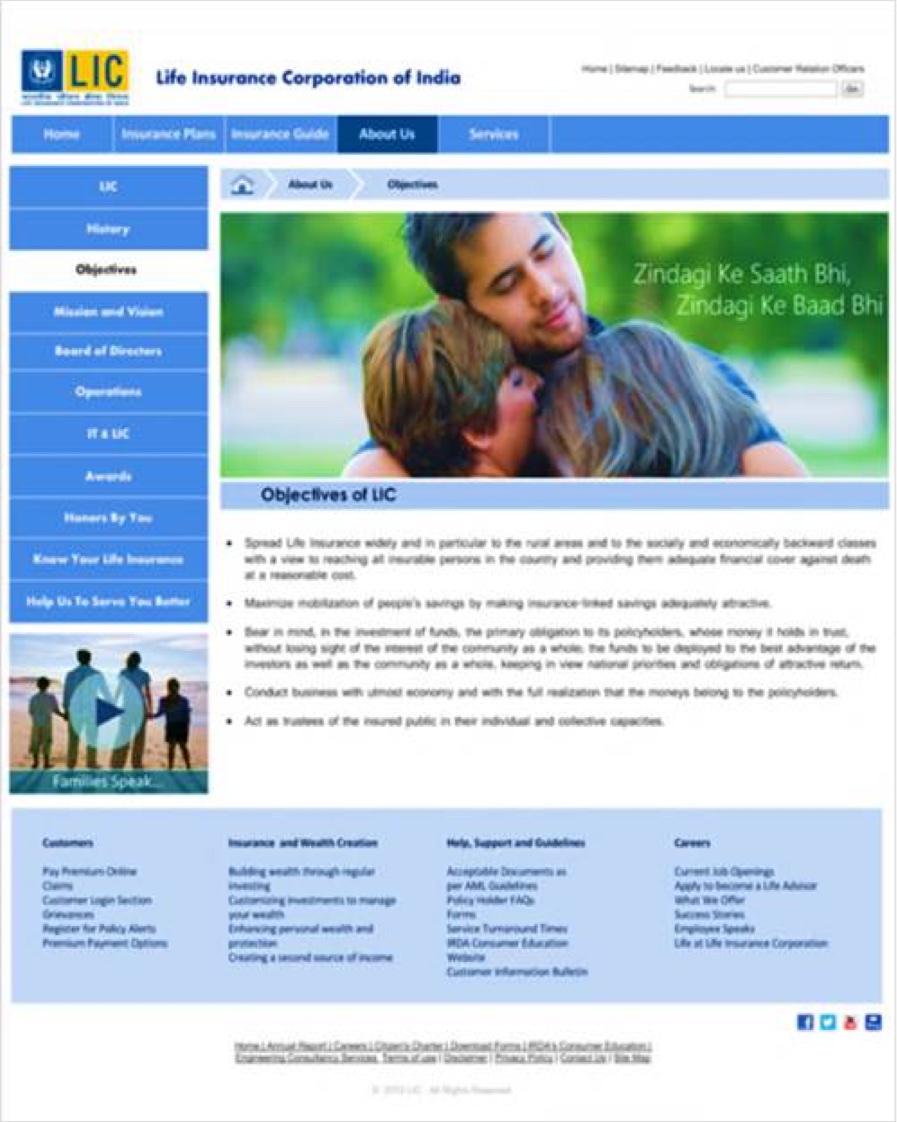 LIC
Life Insurance Corporation of India
Home | Sitemap | Feedback | Locate us | Customer Relation Officers
Search
Go
Home
Insurance Plans
Insurance Guide
About Us
Services
LIC
History
Objectives
Mission and Vision
Board of Directors
Operations
IT & LIC
Awards
Honors By You
Know Your Life Insurance
Help Us To Serve You Better
Families Speak...
About Us
Objectives
Zindagi Ke Saath Bhi,
Zindagi Ke Baad Bhi
Objectives of LIC
• Spread Life Insurance widely and in particular to the rural areas and to the socially and economically backward classes
with a view to reaching all insurable persons in the country and providing them adequate financial cover against death
at a reasonable cost.
• Maximize mobilization of people's savings by making insurance-linked savings adequately attractive.
• Bear in mind, in the investment of funds, the primary obligation to its policyholders, whose money it holds in trust,
without losing sight of the interest of the community as a whole; the funds to be deployed to the best advantage of the
investors as well as the community as a whole, keeping in view national priorities and obligations of attractive return.
• Conduct business with utmost economy and with the full realization that the moneys belong to the policyholders.
• Act as trustees of the insured public in their individual and collective capacities.
Customers
Pay Premium Online
Claims
Customer Login Section
Grievances
Register for Policy Alerts
Premium Payment Options
Insurance and Wealth Creation
Building wealth through regular
investing
Customizing investments to manage
your wealth
Enhancing personal wealth and
protection
Creating a second source of income
Help, Support and Guidelines
Acceptable Documents as
per AML Guidelines
Policy Holder FAQs
Forms
Service Turnaround Times
IRDA Consumer Education
Website
Customer Information Bulletin
Careers
Current Job Openings
Apply to become a Life Advisor
What We Offer
Success Stories
Employee Speaks
Life at Life Insurance Corporation
Home | Annual Report | Careers | Citizen's Charter | Download Forms | IRDA's Consumer Education |
Engineering Consultancy Services Terms of use | Disclaimer | Privacy Policy | Contact Us | Site Map
LIC - All Rights Reserved